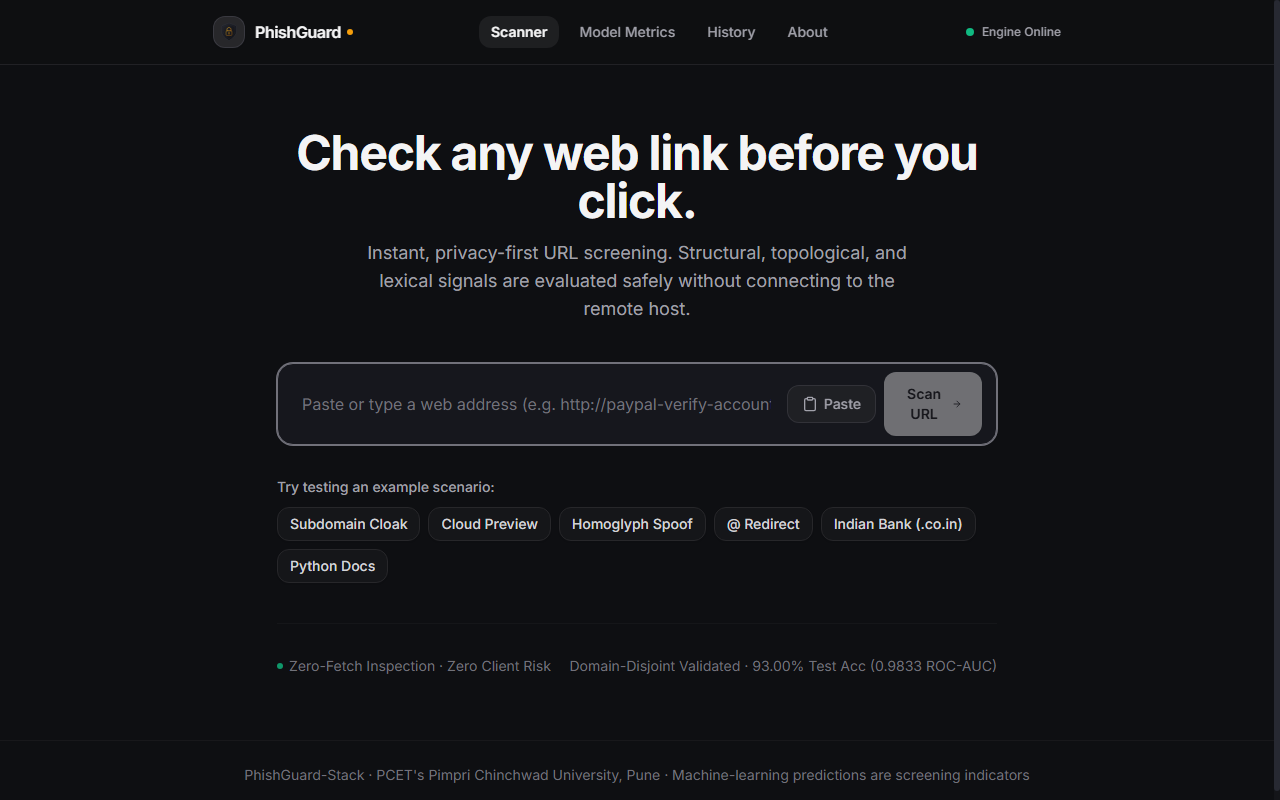 PhishGuard
Scanner
Model Metrics
History
About
Engine Online
Check any web link before you
click.
Instant, privacy-first URL screening. Structural, topological, and
lexical signals are evaluated safely without connecting to the
remote host.
Paste or type a web address (e.g. http://paypal-verify-account
Paste
Scan
URL
Try testing an example scenario:
Subdomain Cloak
Cloud Preview
Homoglyph Spoof
@ Redirect
Indian Bank (.co.in)
Python Docs
Zero-Fetch Inspection · Zero Client Risk
Domain-Disjoint Validated · 93.00% Test Acc (0.9833 ROC-AUC)
PhishGuard-Stack · PCET's Pimpri Chinchwad University, Pune · Machine-learning predictions are screening indicators